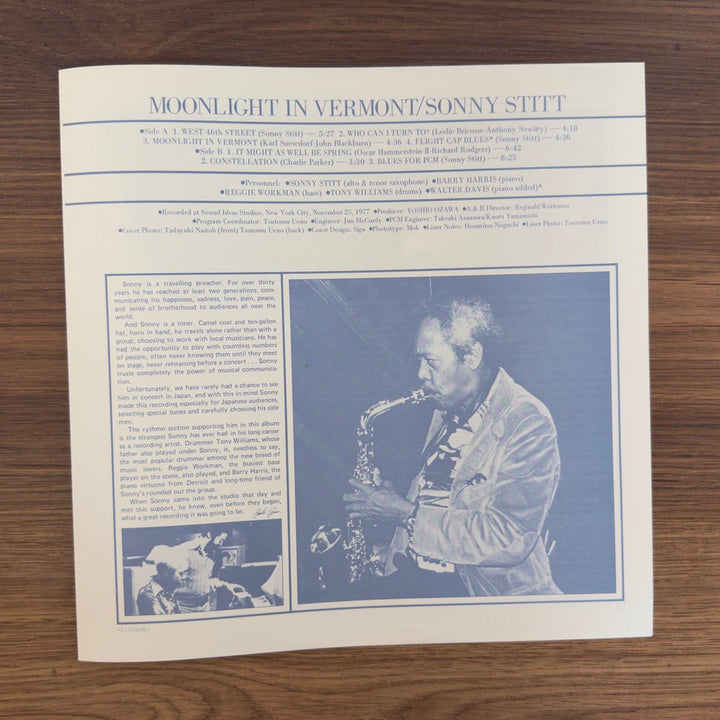 MOONLIGHT IN VERMONT/SONNY STITT
●Side A 1. WEST 46th STREET (Sonny Stitt) ---- 5:27 2. WHO CAN I TURN TO? (Leslie Bricusse-Anthony Newley) ---- 4:18
3. MOONLIGHT IN VERMONT (Karl Suessdorf-John Blackburn) ---- 4:36 4. FLIGHT CAP BLUES* (Sonny Stitt) ---- 4:36
●Side B 1. IT MIGHT AS WELL BE SPRING (Oscar Hammerstein II-Richard Rodgers) ---- 6:42
2. CONSTELLATION (Charlie Parker) ---- 3:30 3. BLUES FOR PCM (Sonny Stitt) ---- 8:25
●Personnel: ●SONNY STITT (alto & tenor saxophone) ●BARRY HARRIS (piano)
●REGGIE WORKMAN (bass) ●TONY WILLIAMS (drums) ●WALTER DAVIS (piano added)*
●Recorded at Sound Ideas Studios, New York City, November 25, 1977 ●Producer: YOSHIO OZAWA ●A & R Director: Reginald Workman
●Program Coordinator: Tsutomu Ueno ●Engineer: Jim McCurdy ●PCM Engineer: Takeaki Anazawa/Kaoru Yamamoto
●Cover Photo: Tadayuki Naitoh (front) Tsutomu Ueno (back) ●Cover Design: Sign ●Phototype: Mok ●Liner Notes: Hisamitsu Noguchi ●Liner Photo: Tsutomu Ueno
Sonny is a travelling preacher. For over thirty
years he has reached at least two generations, com-
municating his happiness, sadness, love, pain, peace,
and sense of brotherhood to audiences all over the
world.
And Sonny is a loner. Camel coat and ten-gallon
hat, horn in hand, he travels alone rather than with a
group, choosing to work with local musicians. He has
had the opportunity to play with countless numbers
of people, often never knowing them until they meet
on stage, never rehearsing before a concert . . . Sonny
trusts completely the power of musical communica-
tion.
Unfortunately, we have rarely had a chance to see
him in concert in Japan, and with this in mind Sonny
made this recording especially for Japanese audiences,
selecting special tunes and carefully choosing his side
men.
The rythmn section supporting him in this album
is the strongest Sonny has ever had in his long career
as a recording artist. Drummer Tony Williams, whose
father also played under Sonny, is, needless to say,
the most popular drummer among the new breed of
music lovers. Reggie Workman, the busiest base
player on the scene, also played, and Barry Harris, the
piano virtuoso from Detroit and long-time friend of
Sonny's rounded out the group.
When Sonny came into the studio that day and
met this support, he knew, even before they began,
what a great recording it was going to be.